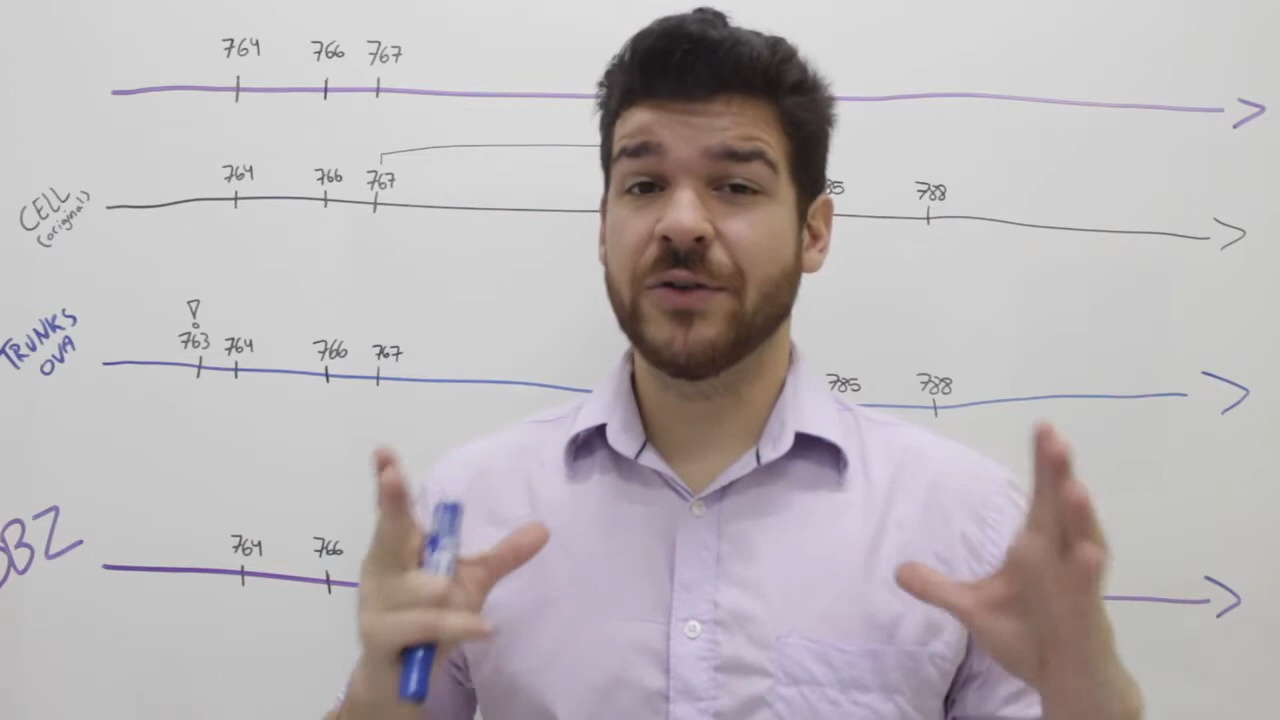 764 766 767
CELL
(original)
764 766 767 788
TRUNKS
OVA
!
763 764 766 767 785 788
DBZ
764 766